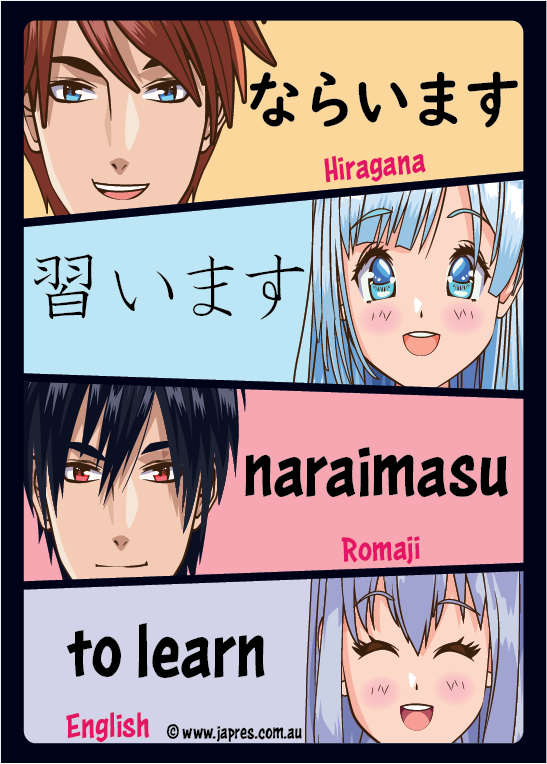 ならいます
Hiragana
習います
naraimasu
Romaji
to learn
English © www.japres.com.au